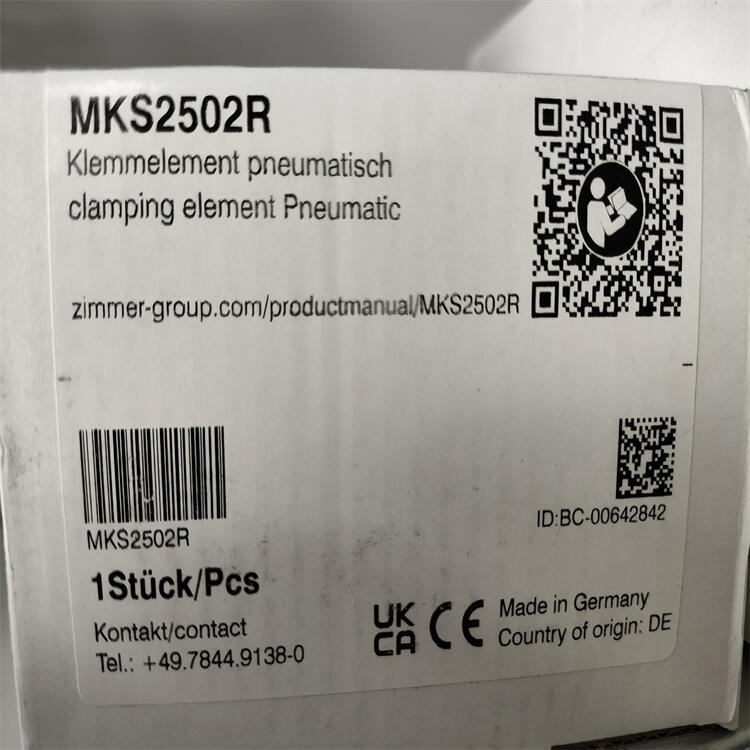 MKS2502R
Klemmelement pneumatisch
clamping element Pneumatic
zimmer-group.com/productmanual/MKS2502R
MKS2502R
ID:BC-00642842
1Stück/Pcs
Kontakt/contact
Tel.: +49.7844.9138-0
UK
CA
CE
Made in Germany
Country of origin: DE